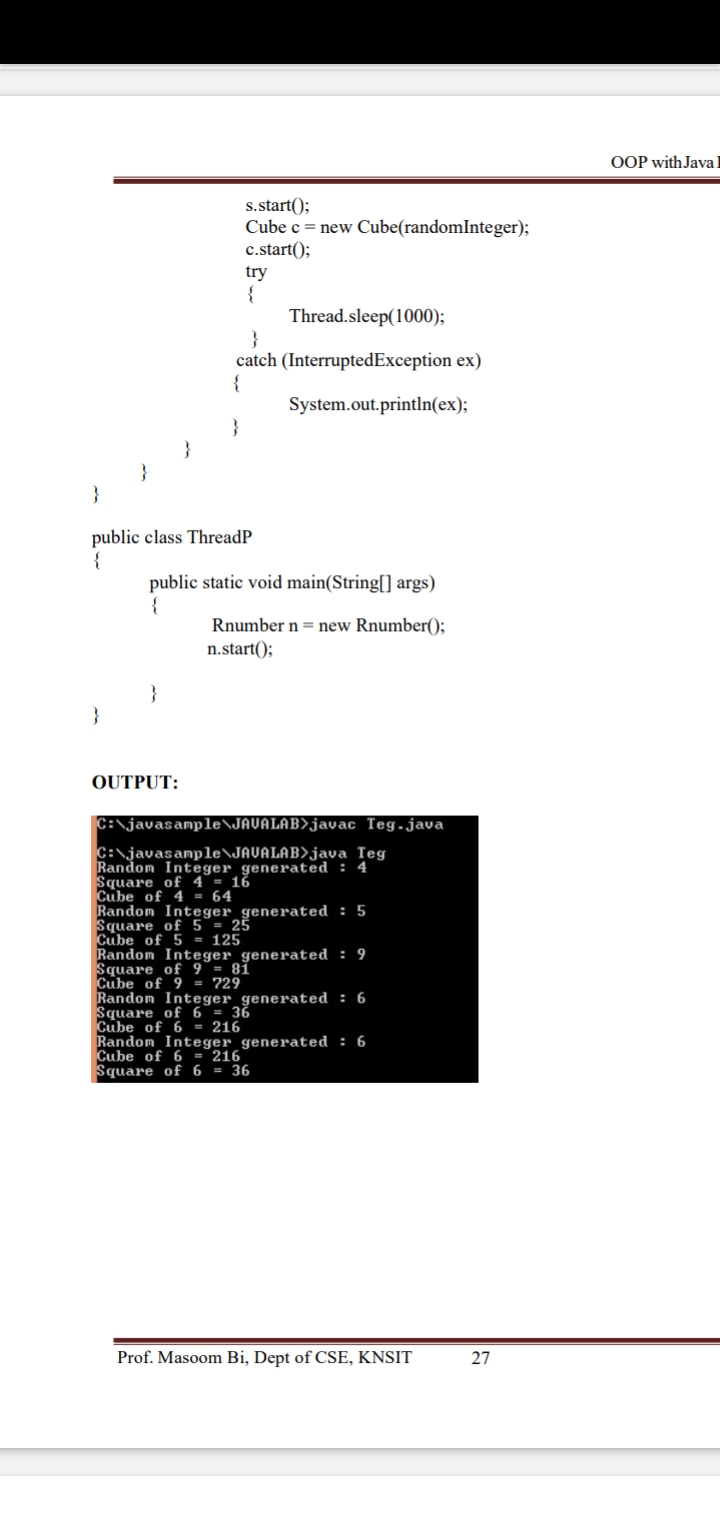 OOP with Java
s.start();
Cube c = new Cube(randomInteger);
c.start();
try
{
Thread.sleep(1000);
}
catch (InterruptedException ex)
{
System.out.println(ex);
}
}
}
}
public class ThreadP
{
public static void main(String[] args)
{
Rnumber n = new Rnumber();
n.start();
}
}
OUTPUT:
C:\javasample\JAVALAB>javac Teg.java
C:\javasample\JAVALAB>java Teg
Random Integer generated : 4
Square of 4 = 16
Cube of 4 = 64
Random Integer generated : 5
Square of 5 = 25
Cube of 5 = 125
Random Integer generated : 9
Square of 9 = 81
Cube of 9 = 729
Random Integer generated : 6
Square of 6 = 36
Cube of 6 = 216
Random Integer generated : 6
Cube of 6 = 216
Square of 6 = 36
Prof. Masoom Bi, Dept of CSE, KNSIT 27